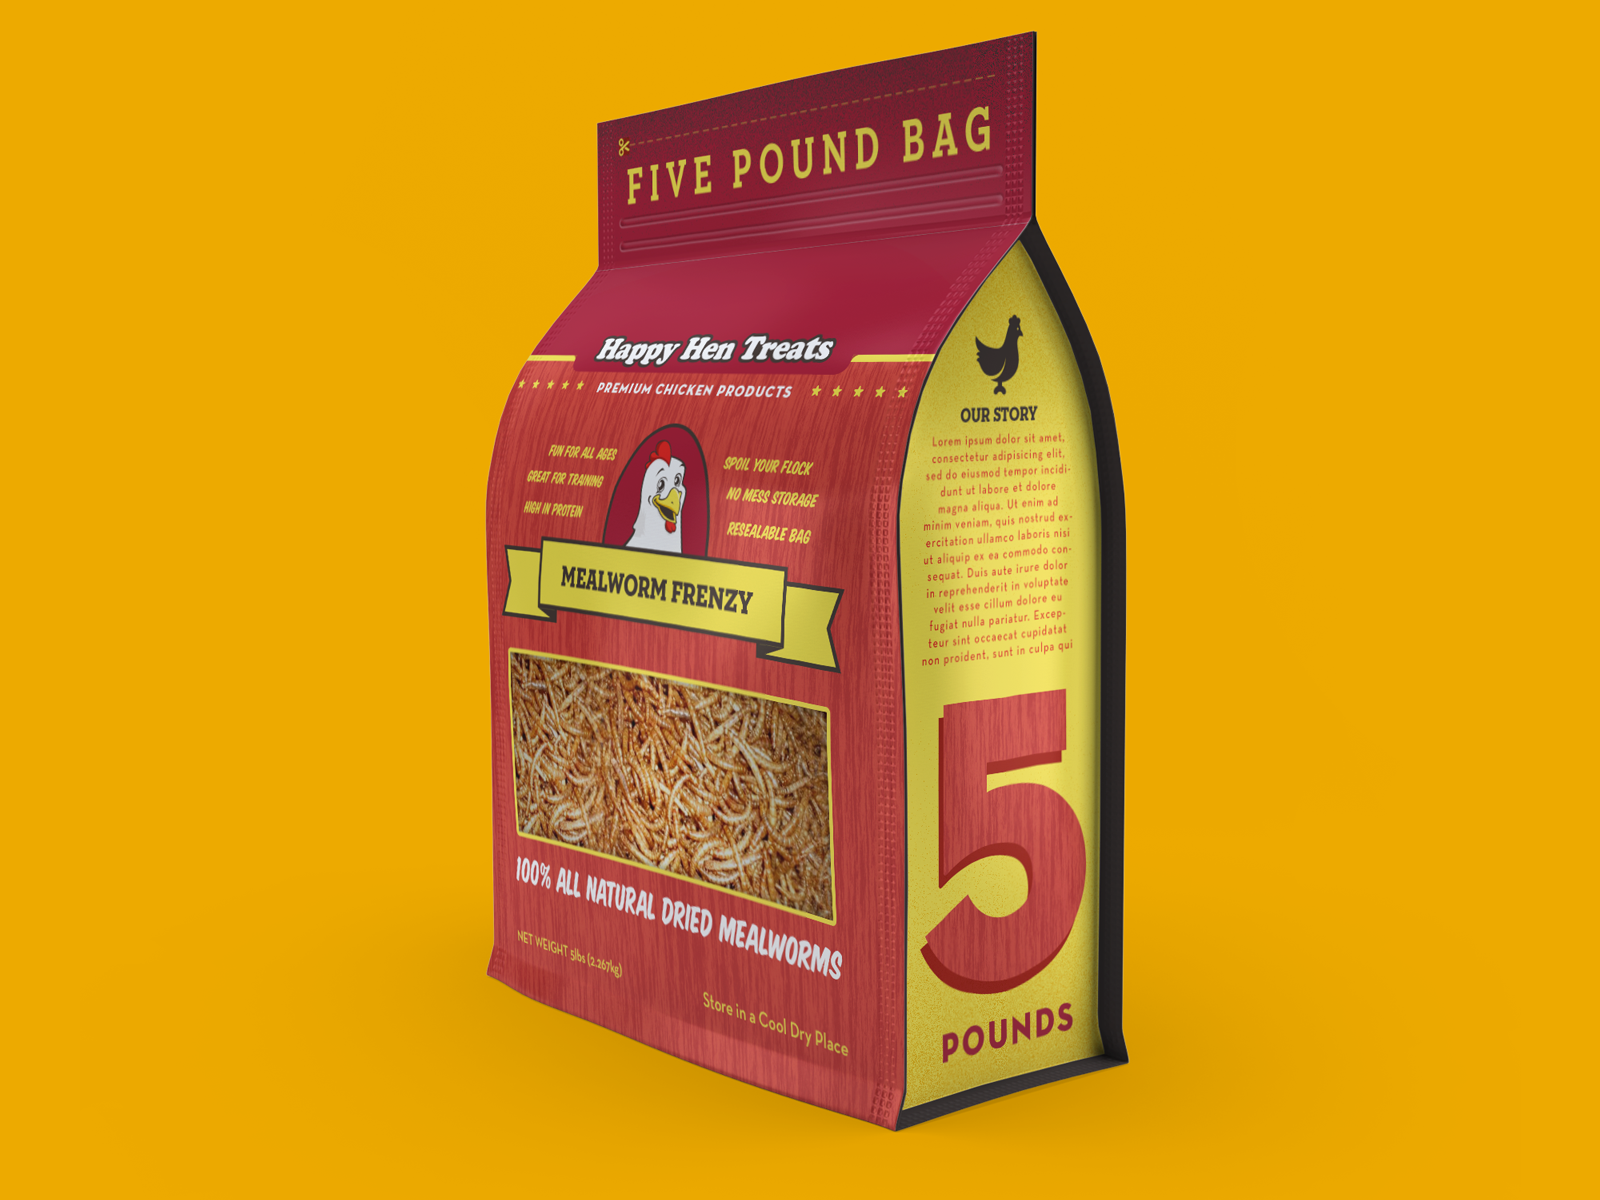 FIVE POUND BAG
Happy Hen Treats
PREMIUM CHICKEN PRODUCTS
FUN FOR ALL AGES
GREAT FOR TRAINING
HIGH IN PROTEIN
SPOIL YOUR FLOCK
NO MESS STORAGE
RESEALABLE BAG
MEALWORM FRENZY
100% ALL NATURAL DRIED MEALWORMS
NET WEIGHT 5lbs (2.267kg)
Store in a Cool Dry Place
OUR STORY
Lorem ipsum dolor sit amet,
consectetur adipisicing elit,
sed do eiusmod tempor incidi-
dunt ut labore et dolore
magna aliqua. Ut enim ad
minim veniam, quis nostrud ex-
ercitation ullamco laboris nisi
ut aliquip ex ea commodo con-
sequat. Duis aute irure dolor
in reprehenderit in voluptate
velit esse cillum dolore eu
fugiat nulla pariatur. Excep-
teur sint occaecat cupidatat
non proident, sunt in culpa qui
5
POUNDS